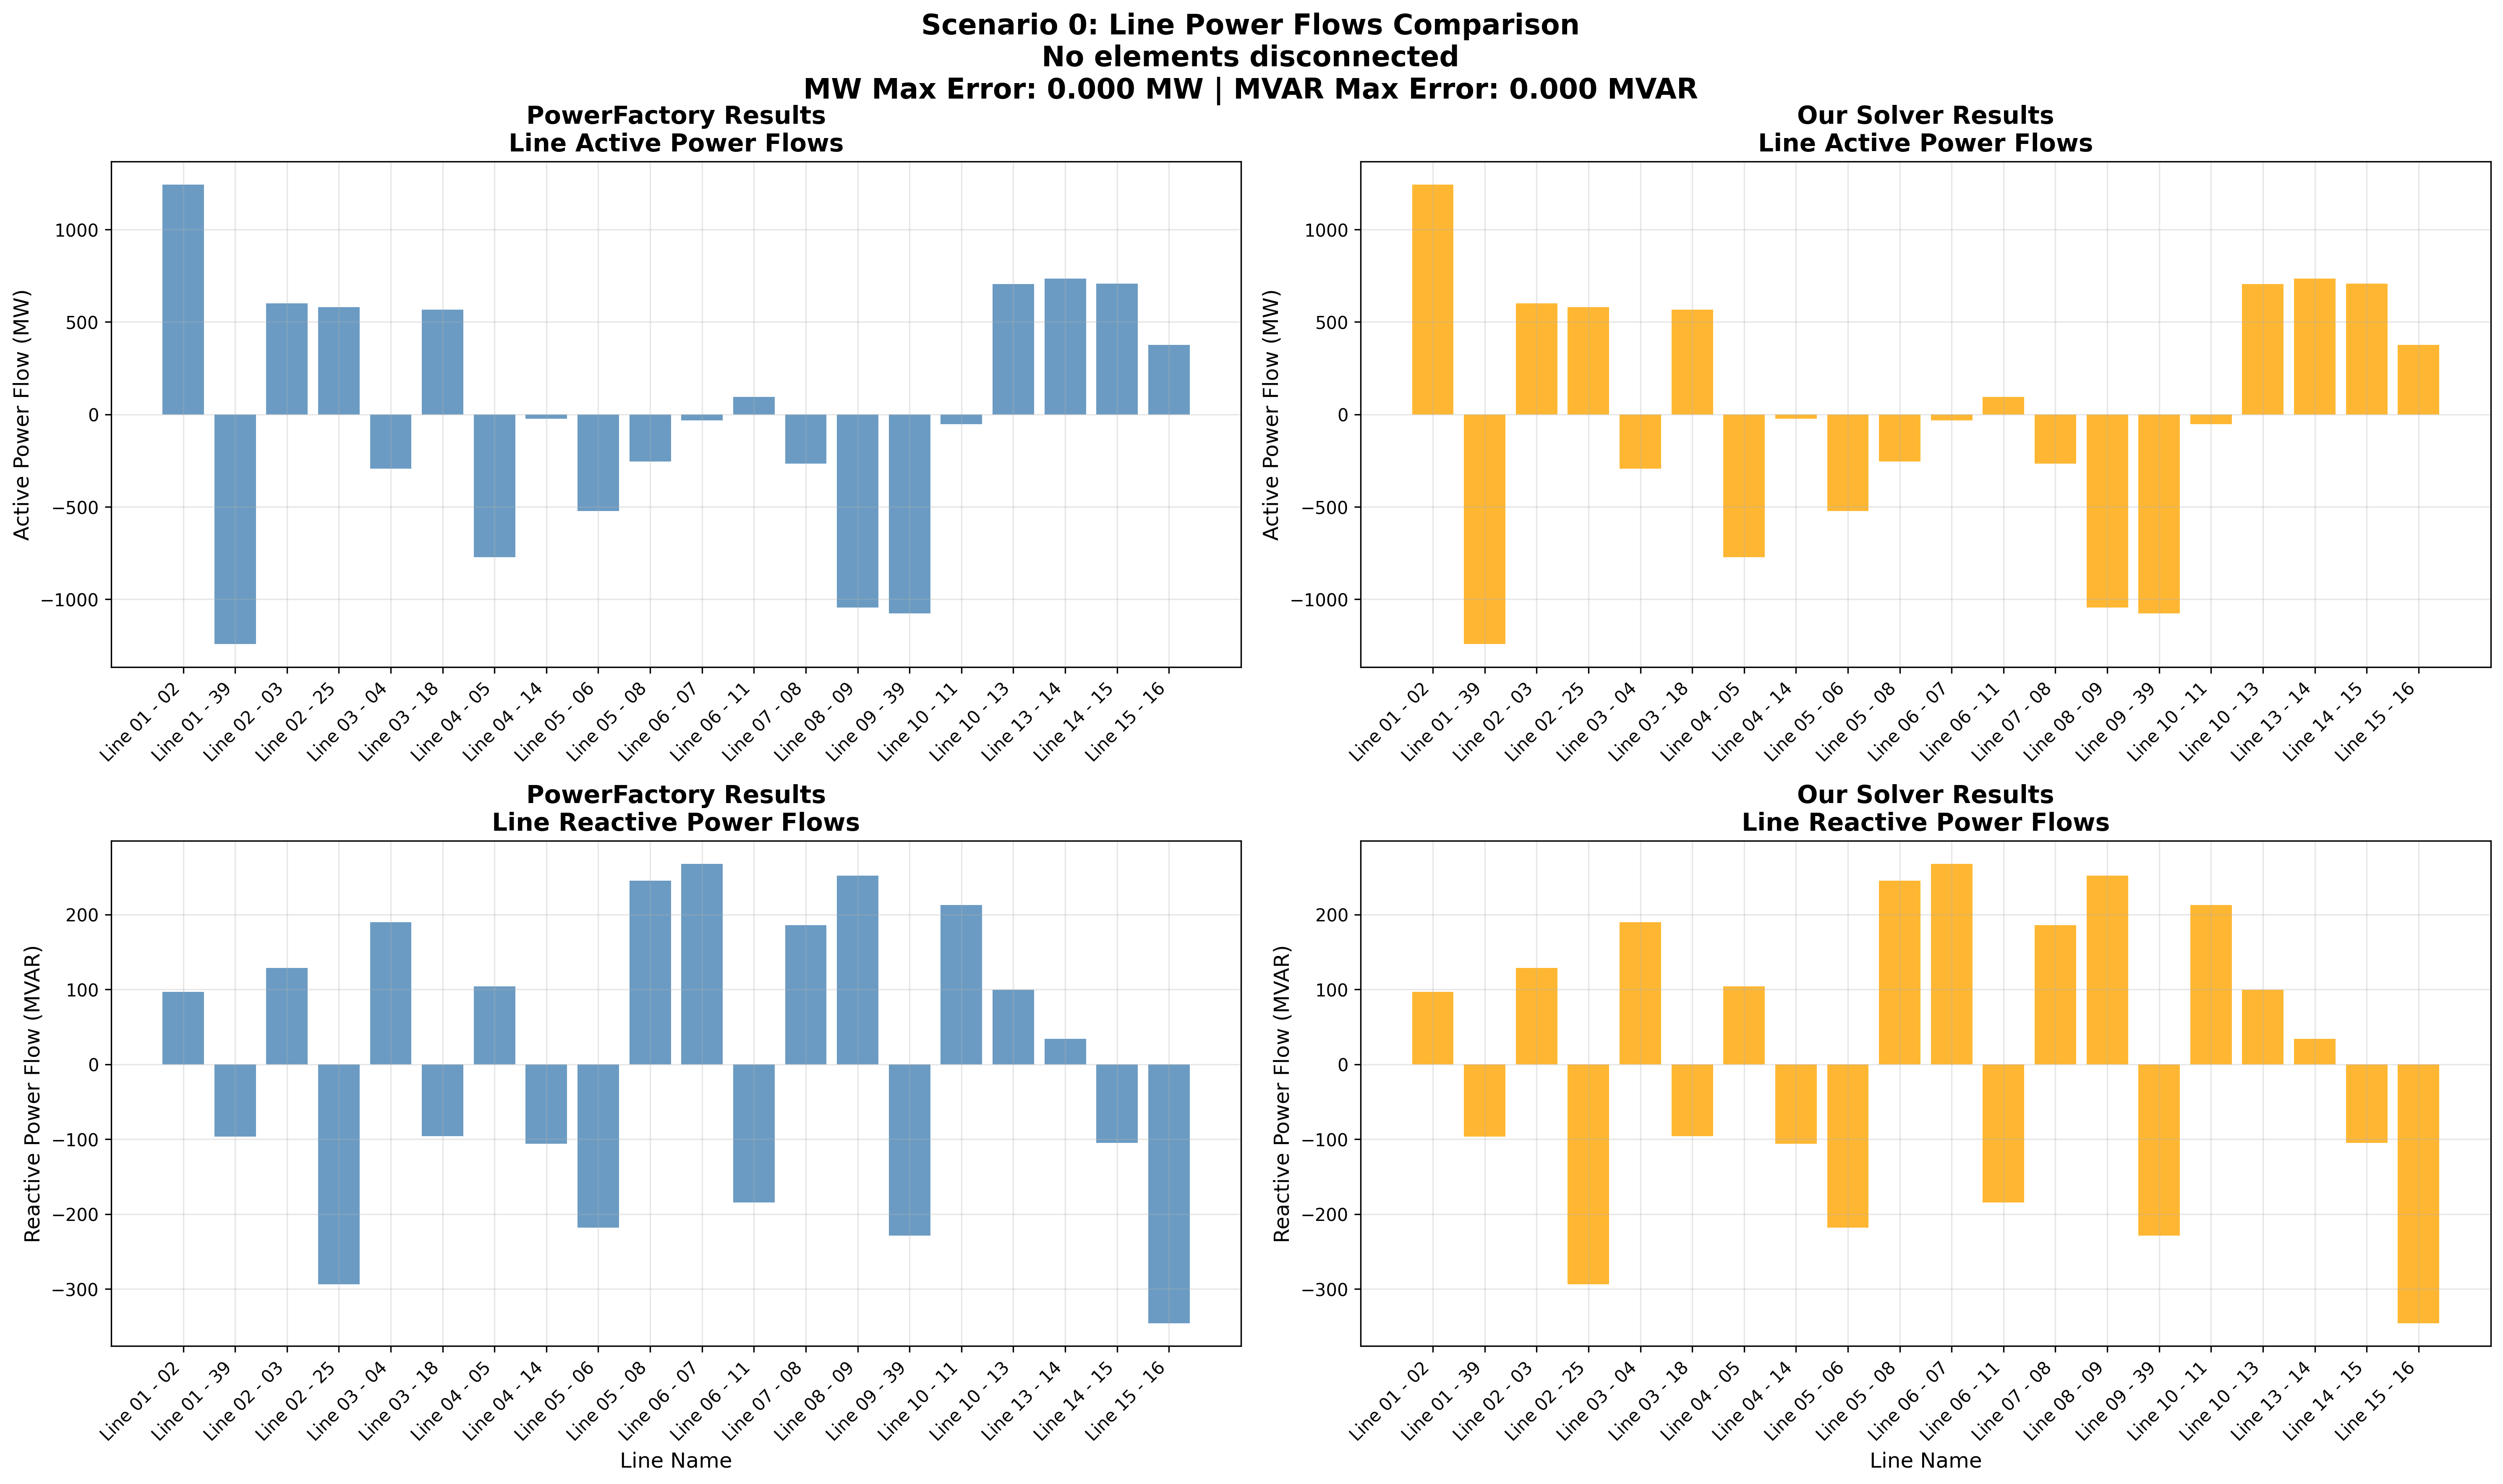 Scenario 0: Line Power Flows Comparison
No elements disconnected
MW Max Error: 0.000 MW | MVAR Max Error: 0.000 MVAR
PowerFactory Results
Line Active Power Flows
Active Power Flow (MW)
1000
500
0
−500
−1000
Line 01 - 02
Line 01 - 39
Line 02 - 03
Line 02 - 25
Line 03 - 04
Line 03 - 18
Line 04 - 05
Line 04 - 14
Line 05 - 06
Line 05 - 08
Line 06 - 07
Line 06 - 11
Line 07 - 08
Line 08 - 09
Line 09 - 39
Line 10 - 11
Line 10 - 13
Line 13 - 14
Line 14 - 15
Line 15 - 16
Our Solver Results
Line Active Power Flows
Active Power Flow (MW)
1000
500
0
−500
−1000
Line 01 - 02
Line 01 - 39
Line 02 - 03
Line 02 - 25
Line 03 - 04
Line 03 - 18
Line 04 - 05
Line 04 - 14
Line 05 - 06
Line 05 - 08
Line 06 - 07
Line 06 - 11
Line 07 - 08
Line 08 - 09
Line 09 - 39
Line 10 - 11
Line 10 - 13
Line 13 - 14
Line 14 - 15
Line 15 - 16
PowerFactory Results
Line Reactive Power Flows
Reactive Power Flow (MVAR)
200
100
0
−100
−200
−300
Line 01 - 02
Line 01 - 39
Line 02 - 03
Line 02 - 25
Line 03 - 04
Line 03 - 18
Line 04 - 05
Line 04 - 14
Line 05 - 06
Line 05 - 08
Line 06 - 07
Line 06 - 11
Line 07 - 08
Line 08 - 09
Line 09 - 39
Line 10 - 11
Line 10 - 13
Line 13 - 14
Line 14 - 15
Line 15 - 16
Line Name
Our Solver Results
Line Reactive Power Flows
Reactive Power Flow (MVAR)
200
100
0
−100
−200
−300
Line 01 - 02
Line 01 - 39
Line 02 - 03
Line 02 - 25
Line 03 - 04
Line 03 - 18
Line 04 - 05
Line 04 - 14
Line 05 - 06
Line 05 - 08
Line 06 - 07
Line 06 - 11
Line 07 - 08
Line 08 - 09
Line 09 - 39
Line 10 - 11
Line 10 - 13
Line 13 - 14
Line 14 - 15
Line 15 - 16
Line Name